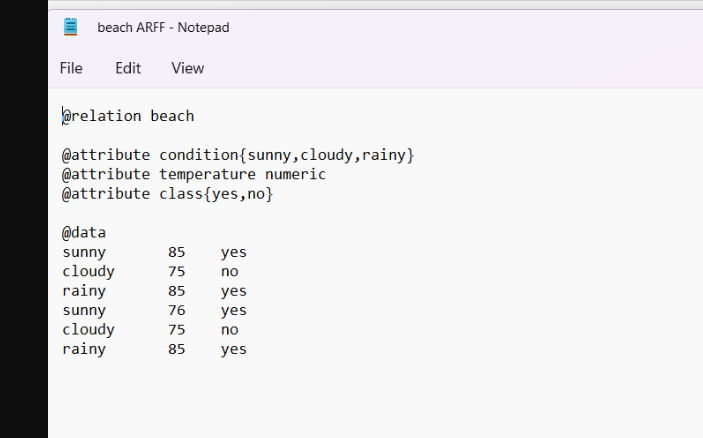 beach ARFF - Notepad
File Edit View
@relation beach
@attribute condition{sunny,cloudy,rainy}
@attribute temperature numeric
@attribute class{yes,no}
@data
sunny 85 yes
cloudy 75 no
rainy 85 yes
sunny 76 yes
cloudy 75 no
rainy 85 yes